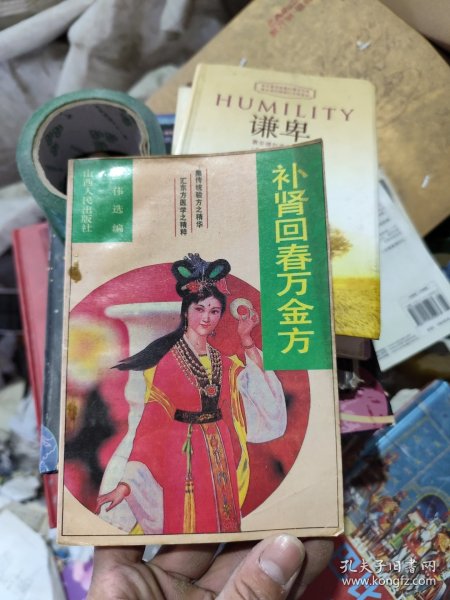 HUMILITY
谦卑
补肾回春万金方
集传统验方之精华
汇东方医学之精粹
伟选编
山西人民出版社
孔夫子旧书网
www.kongfz.com